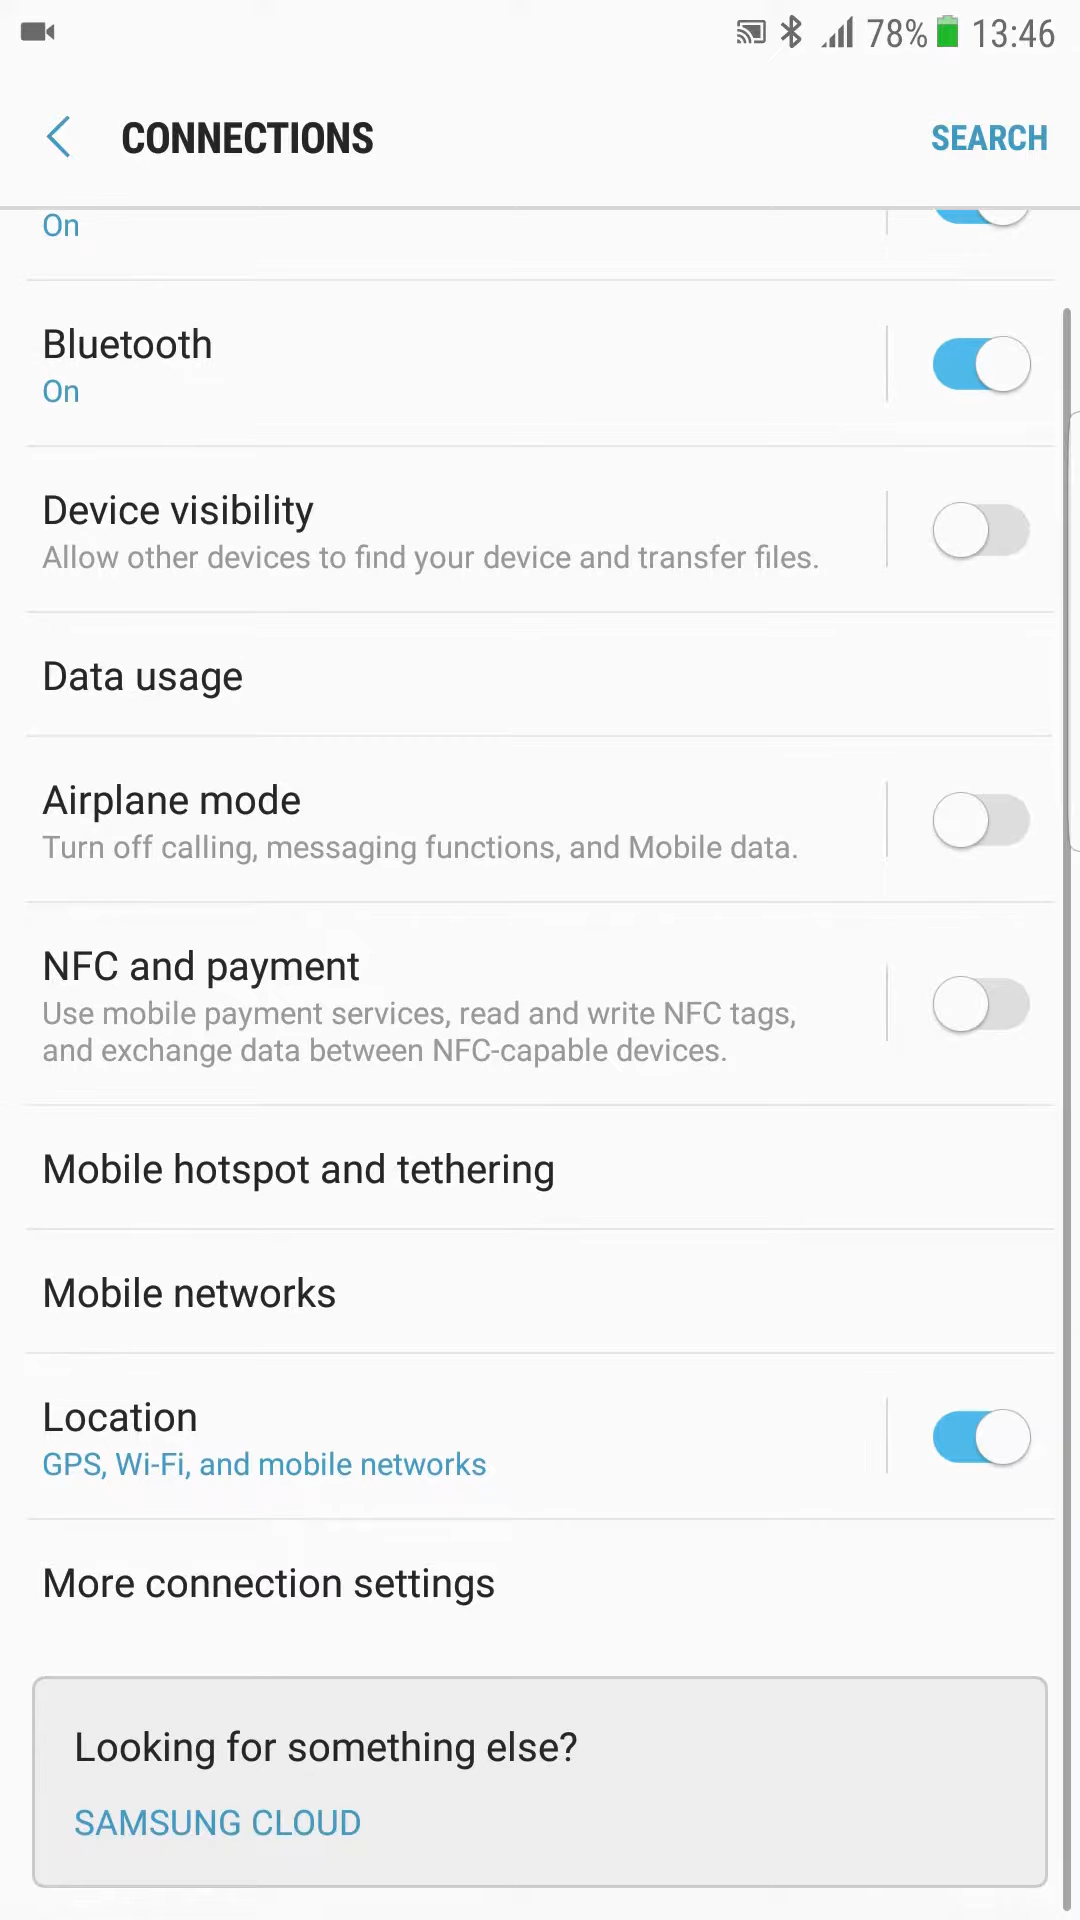 78% 13:46
CONNECTIONS
SEARCH
On
Bluetooth
On
Device visibility
Allow other devices to find your device and transfer files.
Data usage
Airplane mode
Turn off calling, messaging functions, and Mobile data.
NFC and payment
Use mobile payment services, read and write NFC tags,
and exchange data between NFC-capable devices.
Mobile hotspot and tethering
Mobile networks
Location
GPS, Wi-Fi, and mobile networks
More connection settings
Looking for something else?
SAMSUNG CLOUD